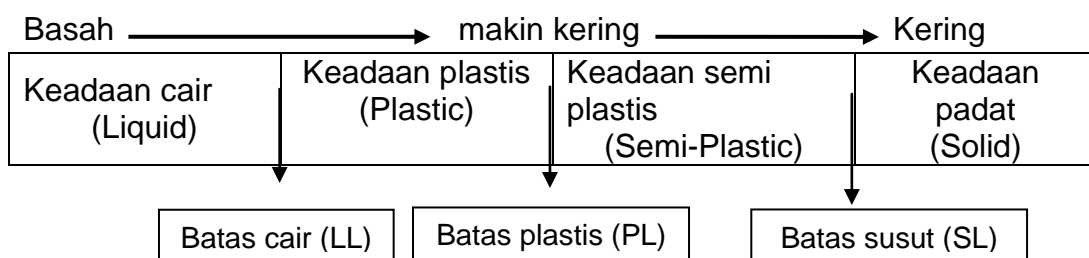 Basah makin kering Kering
Keadaan cair
(Liquid)
Keadaan plastis
(Plastic)
Keadaan semi
plastis
(Semi-Plastic)
Keadaan
padat
(Solid)
Batas cair (LL)
Batas plastis (PL)
Batas susut (SL)